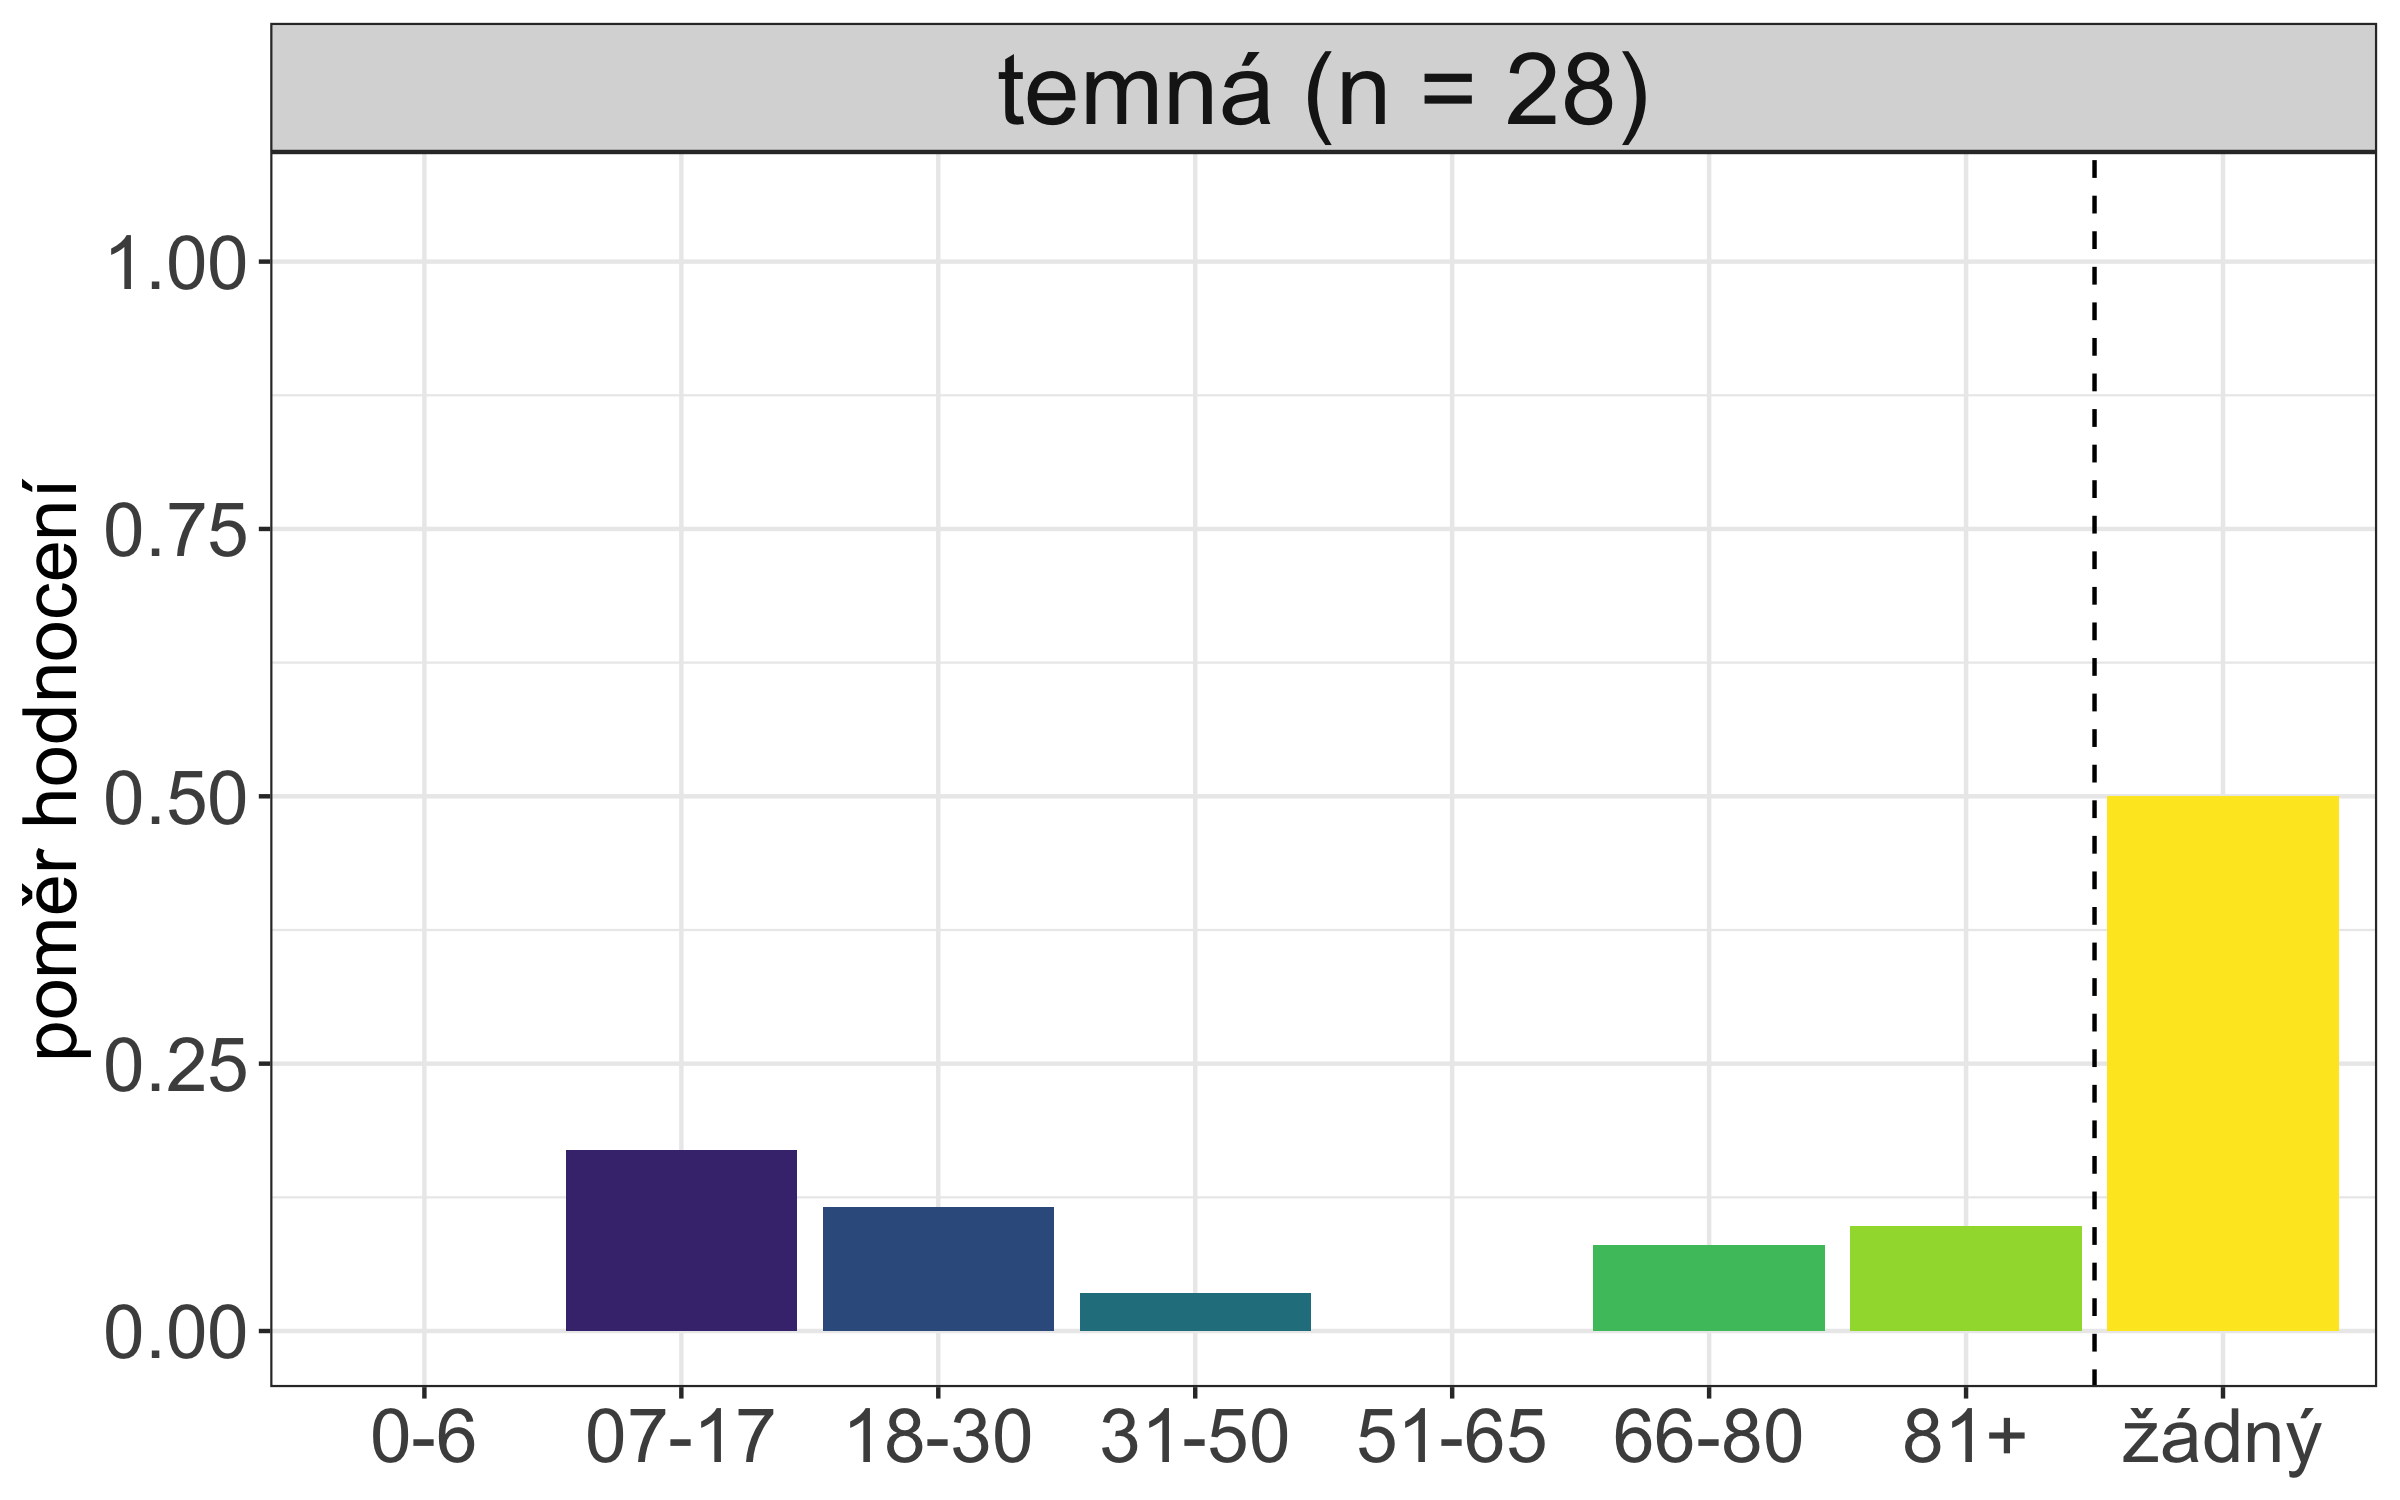 temná (n = 28)
poměr hodnocení
1.00
0.75
0.50
0.25
0.00
0-6 07-17 18-30 31-50 51-65 66-80 81+ žádný